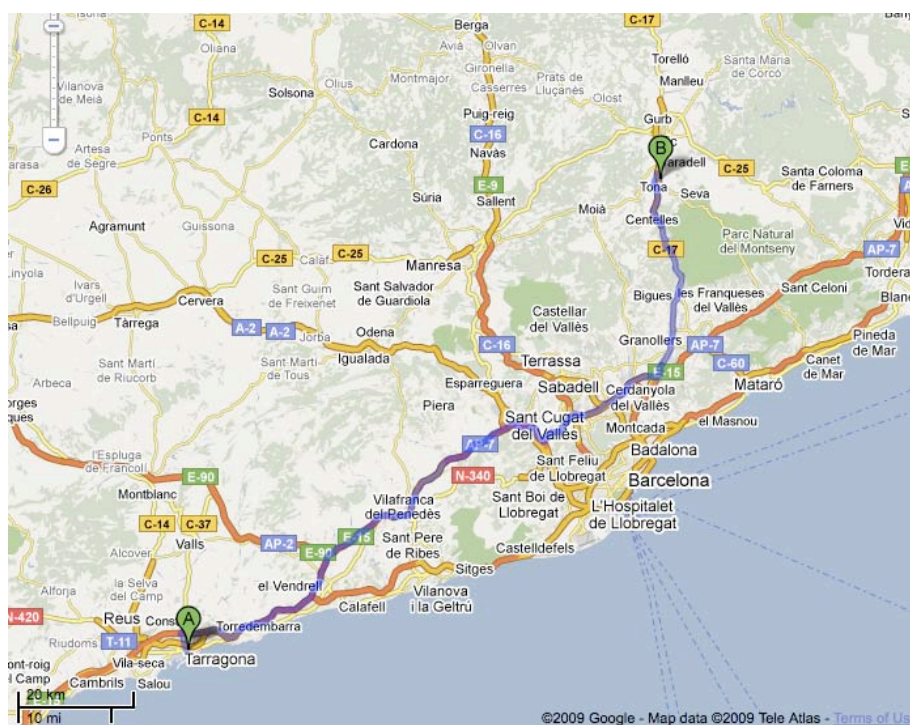 C-14
Berga
C-17
Torelló
Santa Maria
de Corcó
Oliana
Avià
Olvan
Manlleu
Vilanova
de Meià
Olius
Montmajor
Gironella
Casserres
Prats de
Lluçanès
Solsona
Olost
C-14
Ponts
Puig-reig
Gurb
Artesa
de Segre
Cardona
C-16
Navàs
B
C-25
C-26
E-9
Santa Coloma
de Farners
Súria
Sallent
Tona
Seva
Agramunt
Guissona
Moià
Centelles
Parc Natural
del Montseny
C-25
Calaf
C-25
Manresa
C-17
AP-7
Ivars
d'Urgell
Sant Guim
de Freixenet
Sant Salvador
de Guardiola
Bigues
les Franqueses
del Vallès
Sant Celoni
Tordera
Cervera
Castellar
del Vallès
Bellpuig
Tàrrega
A-2
A-2
Jorba
Odena
Granollers
AP-7
Pineda
de Mar
Igualada
C-16
Terrassa
C-60
Canet
de Mar
Sant Martí
de Riucorb
Sant Martí
de Tous
Esparreguera
Sabadell
E-15
Mataró
Arbeca
Piera
Cerdanyola
del Vallès
Sant Cugat
del Vallès
Montcada
el Masnou
AP-7
Badalona
l'Espluga
de Francolí
N-340
Sant Feliu
de Llobregat
Barcelona
E-90
Montblanc
Vilafranca
del Penedès
Sant Boi de
Llobregat
L'Hospitalet
de Llobregat
C-14
C-37
E-15
AP-2
E-90
Valls
Sant Pere
de Ribes
Castelldefels
Alcover
Sitges
Alforja
la Selva
del Camp
el Vendrell
Calafell
Vilanova
i la Geltrú
N-420
Reus
A
Torredembarra
Riudoms
T-11
Vila-seca
Tarragona
Cambrils
Salou
20 km
10 mi
©2009 Google - Map data ©2009 Tele Atlas - Terms of Us